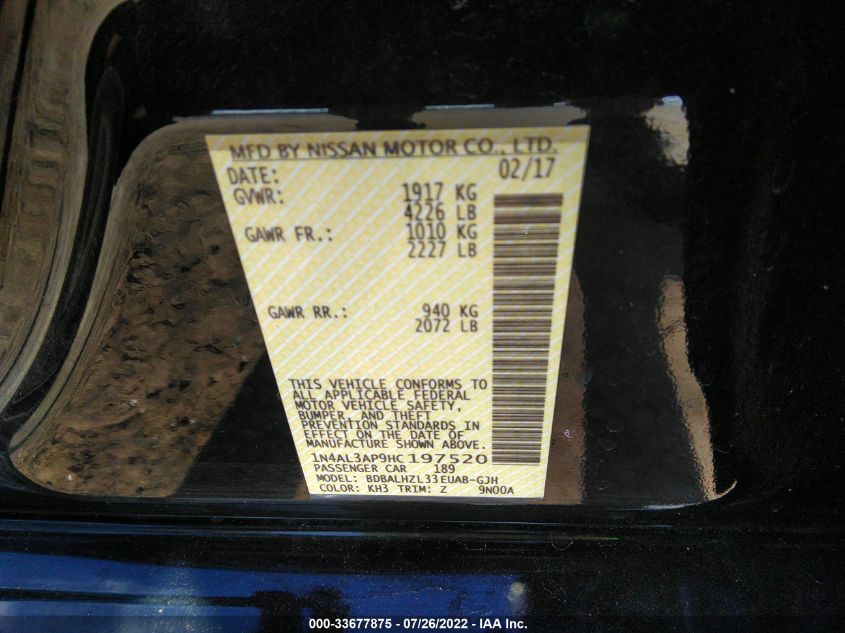 MFD BY NISSAN MOTOR CO., LTD.
DATE: 02/17
GVWR: 1917 KG
4226 LB
GAWR FR.: 1010 KG
2227 LB
GAWR RR.: 940 KG
2072 LB
THIS VEHICLE CONFORMS TO
ALL APPLICABLE FEDERAL
MOTOR VEHICLE SAFETY,
BUMPER, AND THEFT
PREVENTION STANDARDS IN
EFFECT ON THE DATE OF
MANUFACTURE SHOWN ABOVE.
1N4AL3AP9HC197520
PASSENGER CAR 189
MODEL: BDBALHZL33EUAB-GJH
COLOR: KH3 TRIM: Z 9N00A
000-33677875 - 07/26/2022 - IAA Inc.